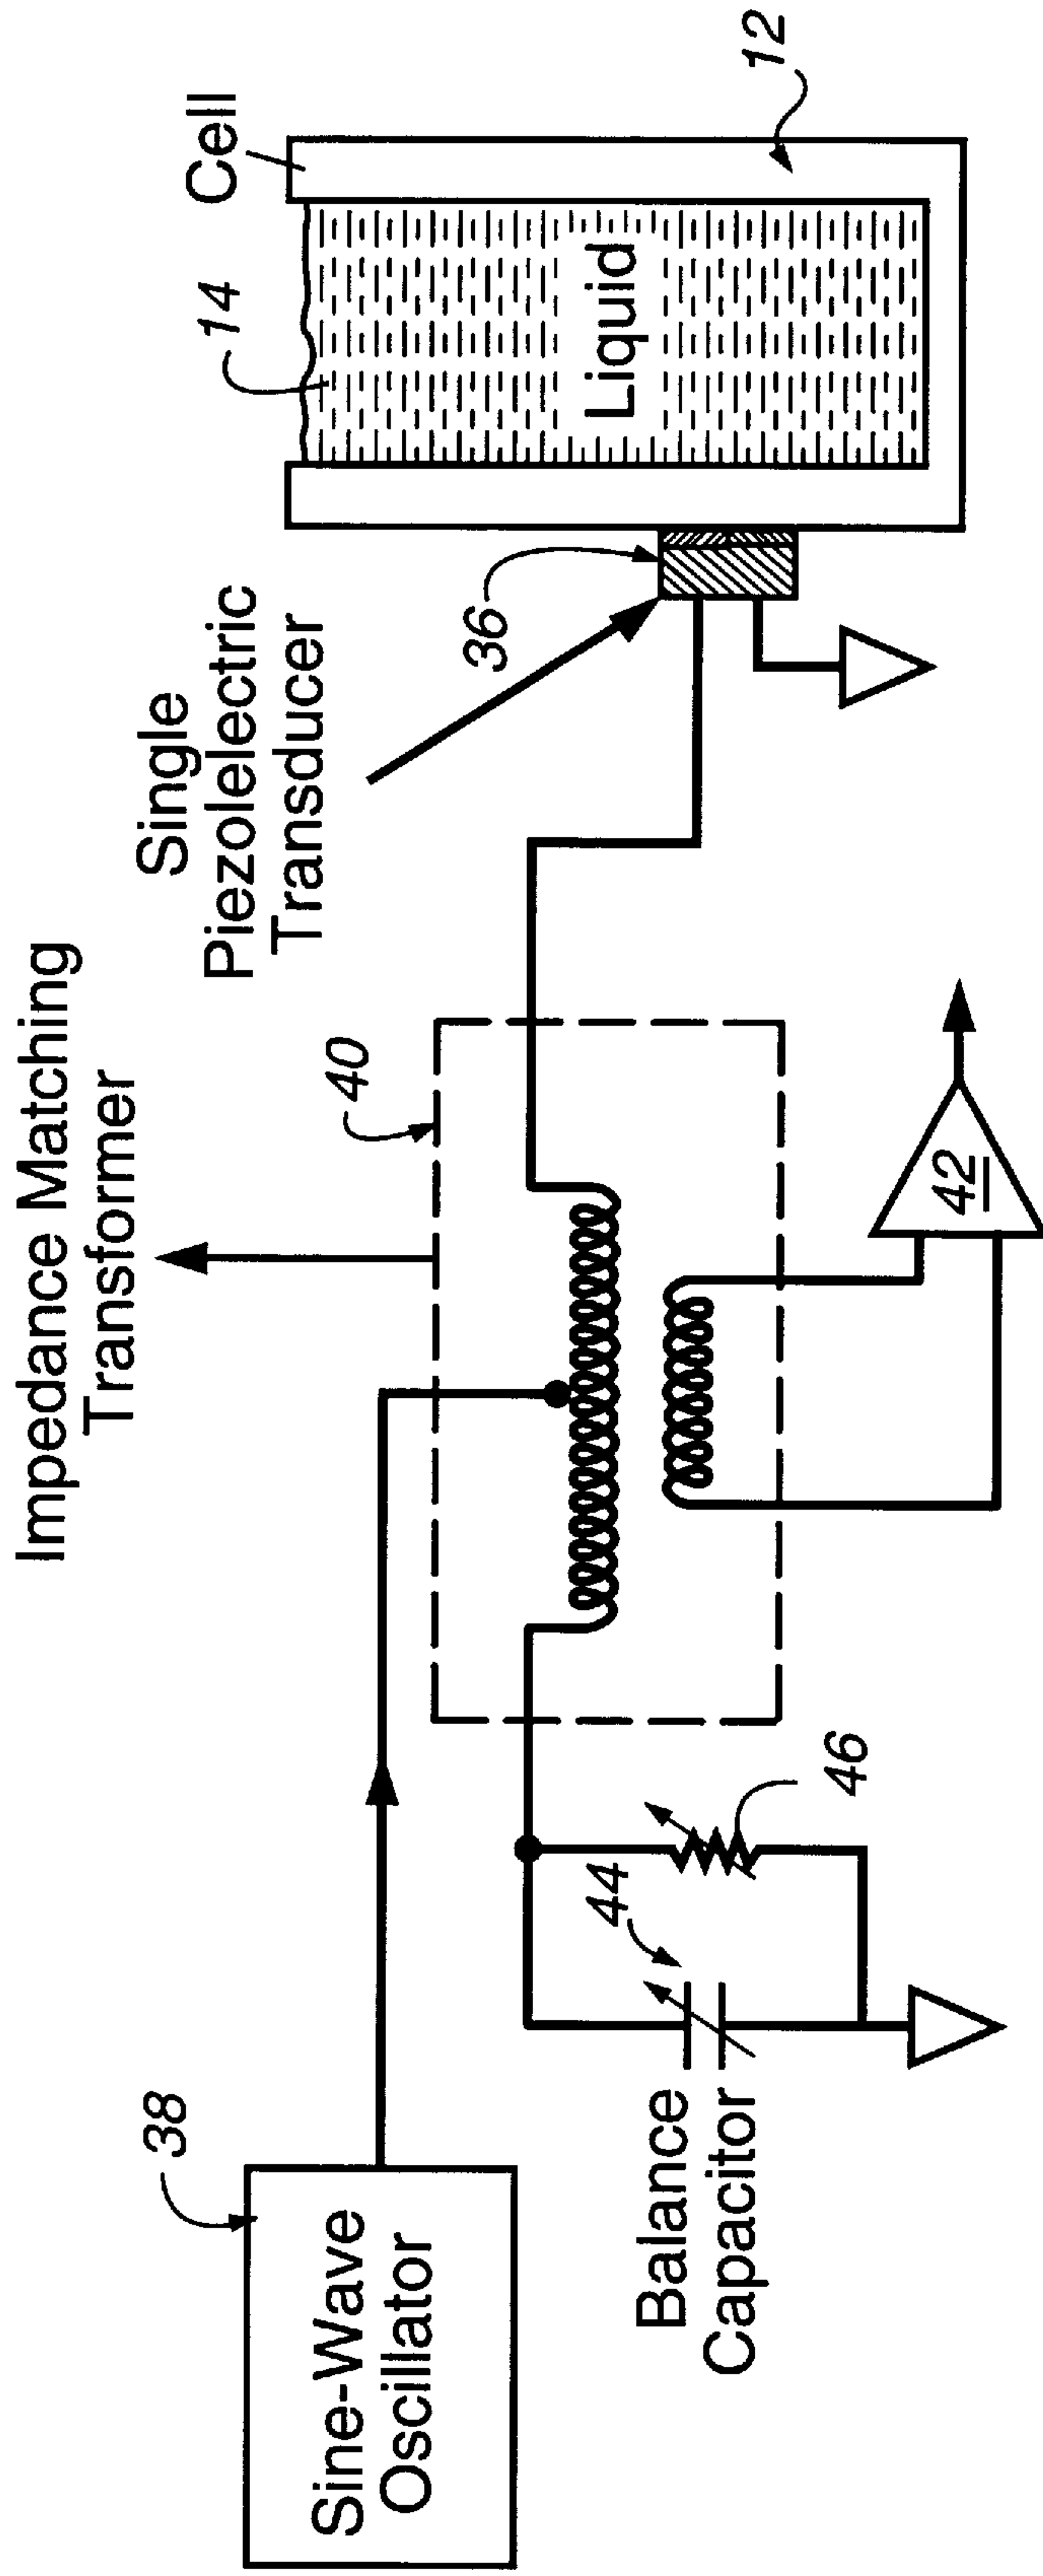 Impedance Matching
Transformer
Single
Piezolelectric
Transducer
Cell
14
12
Liquid
36
40
42
38
Sine-Wave
Oscillator
44
46
Balance
Capacitor